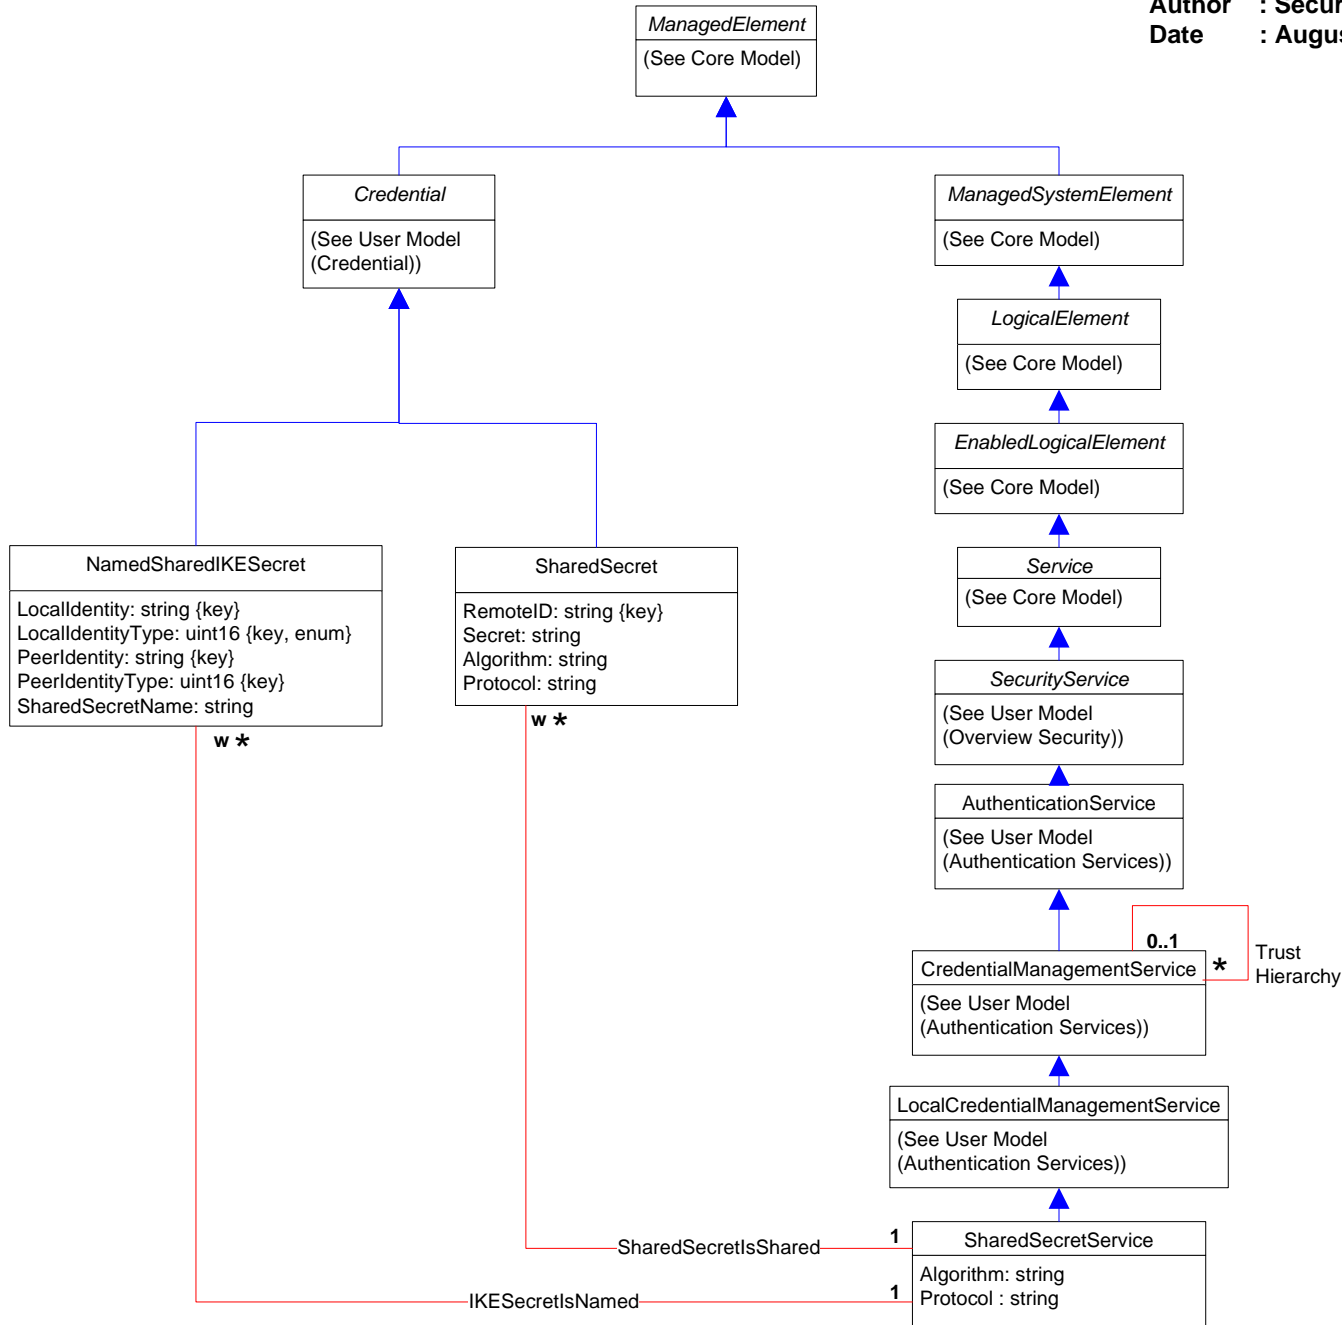 Author : Secur
Date : Augus
ManagedElement
(See Core Model)
Credential
(See User Model
(Credential))
ManagedSystemElement
(See Core Model)
LogicalElement
(See Core Model)
EnabledLogicalElement
(See Core Model)
NamedSharedIKESecret
LocalIdentity: string {key}
LocalIdentityType: uint16 {key, enum}
PeerIdentity: string {key}
PeerIdentityType: uint16 {key}
SharedSecretName: string
w *
SharedSecret
RemoteID: string {key}
Secret: string
Algorithm: string
Protocol: string
w *
Service
(See Core Model)
SecurityService
(See User Model
(Overview Security))
AuthenticationService
(See User Model
(Authentication Services))
0..1
CredentialManagementService
*
Trust
Hierarchy
(See User Model
(Authentication Services))
LocalCredentialManagementService
(See User Model
(Authentication Services))
SharedSecretIsShared
1
SharedSecretService
Algorithm: string
Protocol : string
IKESecretIsNamed
1